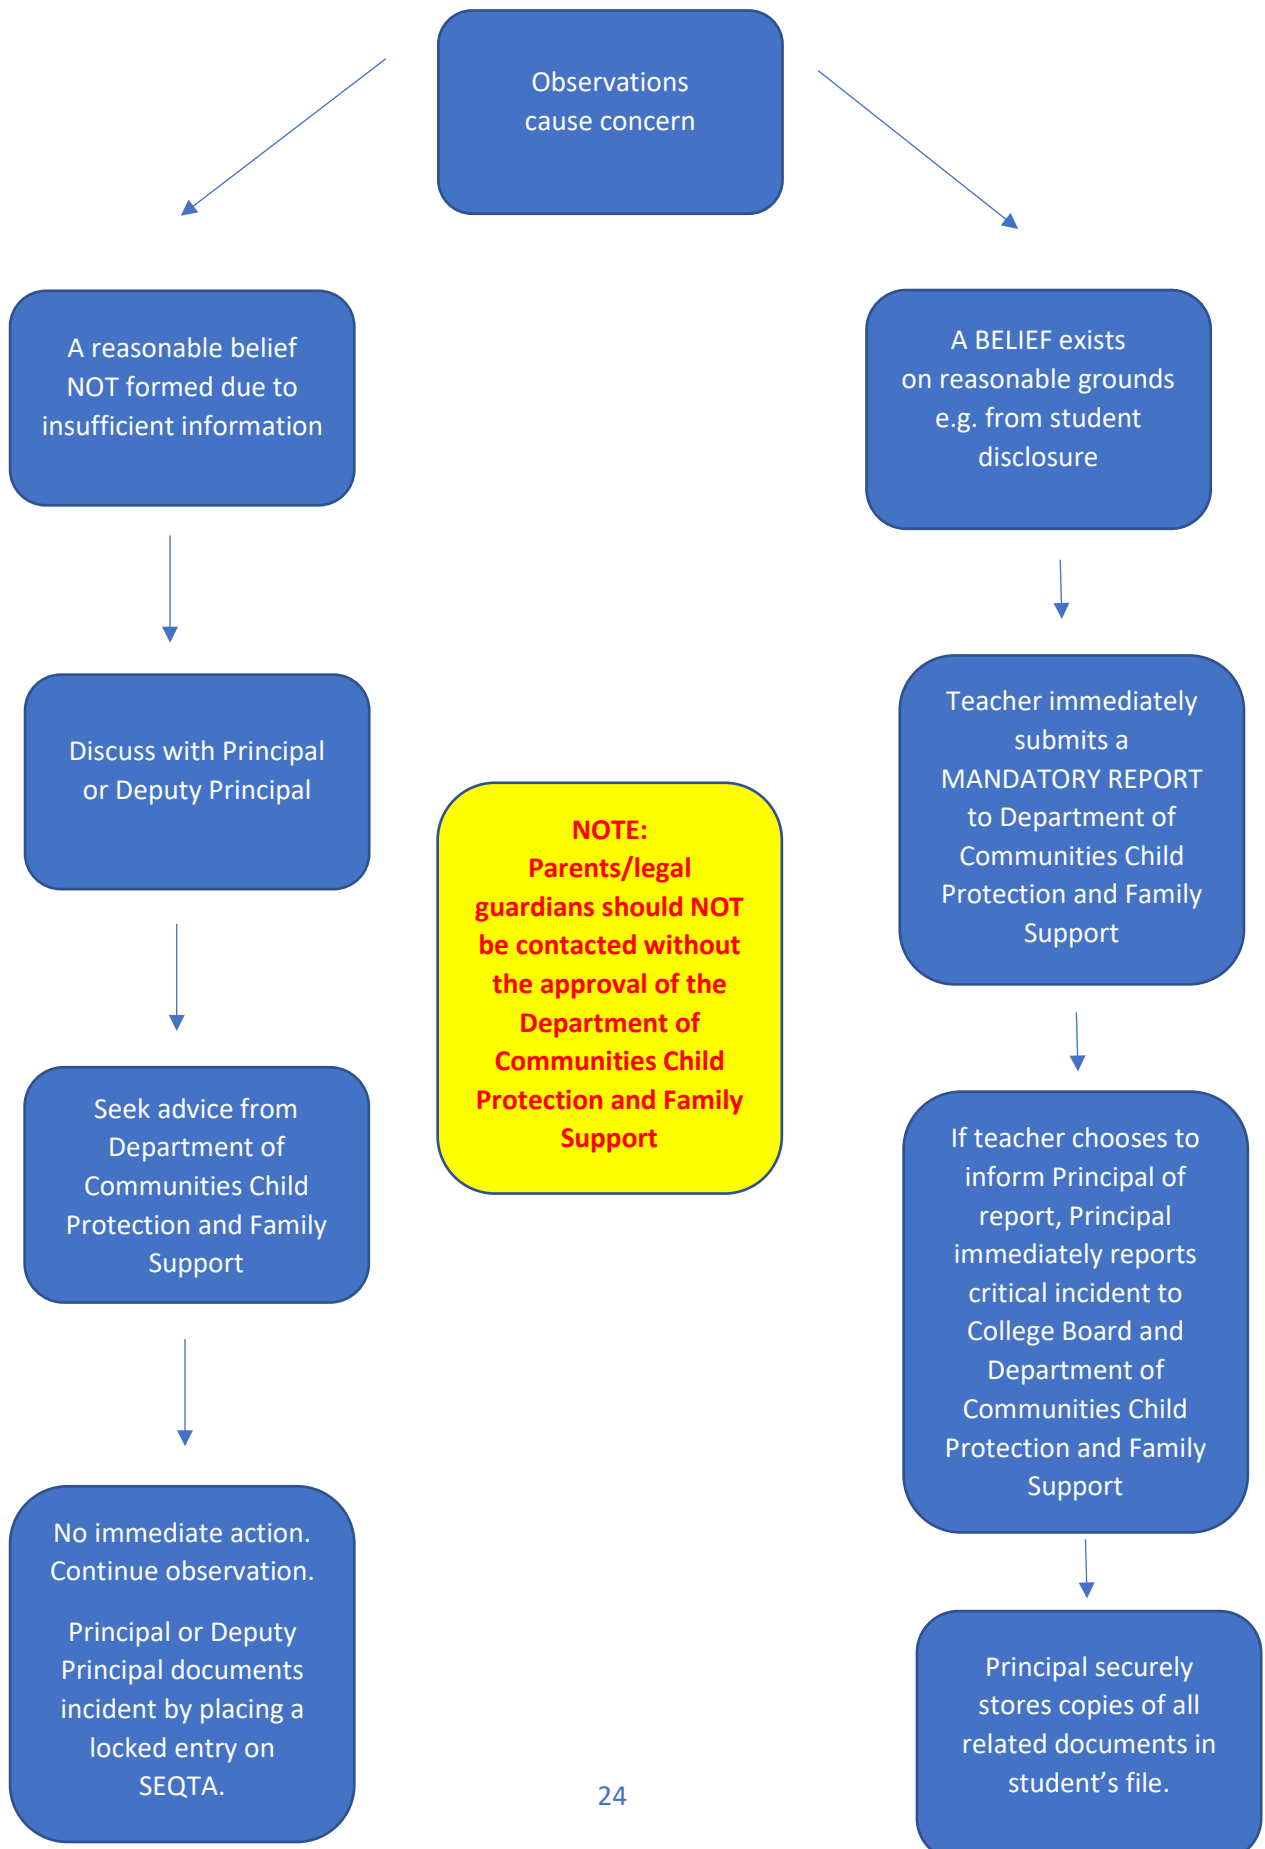 Observations
cause concern
A reasonable belief
NOT formed due to
insufficient information
Discuss with Principal
or Deputy Principal
Seek advice from
Department of
Communities Child
Protection and Family
Support
No immediate action.
Continue observation.
Principal or Deputy
Principal documents
incident by placing a
locked entry on
SEQTA.
NOTE:
Parents/legal
guardians should NOT
be contacted without
the approval of the
Department of
Communities Child
Protection and Family
Support
A BELIEF exists
on reasonable grounds
e.g. from student
disclosure
Teacher immediately
submits a
MANDATORY REPORT
to Department of
Communities Child
Protection and Family
Support
If teacher chooses to
inform Principal of
report, Principal
immediately reports
critical incident to
College Board and
Department of
Communities Child
Protection and Family
Support
Principal securely
stores copies of all
related documents in
student’s file.
24